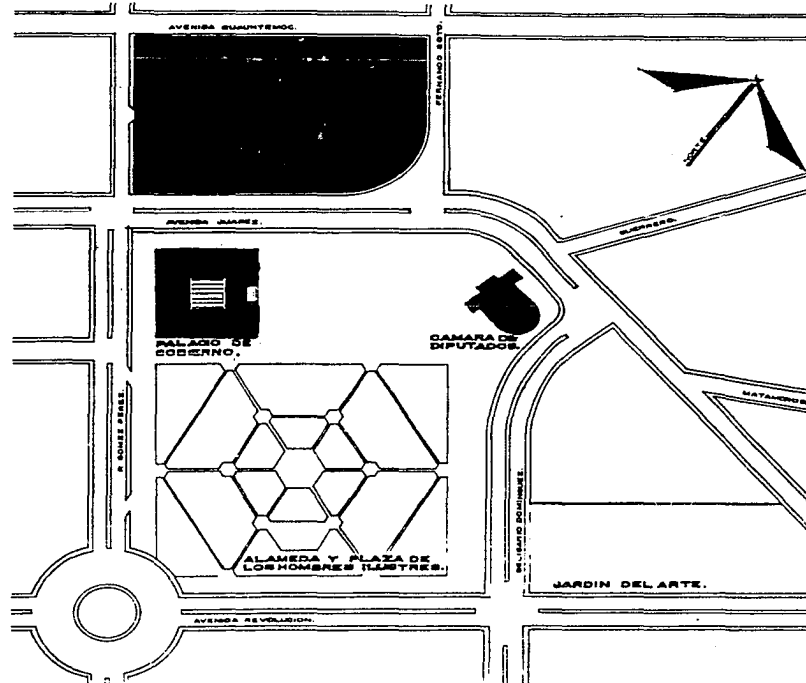 AVENIDA CUAUHTEMOC.
FERNANDO SOTO.
NORTE
GUERRERO.
AVENIDA JUAREZ.
PALACIO DE
GOBIERNO.
CAMARA DE
DIPUTADOS.
MATAMOROS
R. GOMEZ PEREZ.
BELISARIO DOMINGUEZ.
ALAMEDA Y PLAZA DE
LOS HOMBRES ILUSTRES.
JARDIN DEL ARTE.
AVENIDA REVOLUCION.